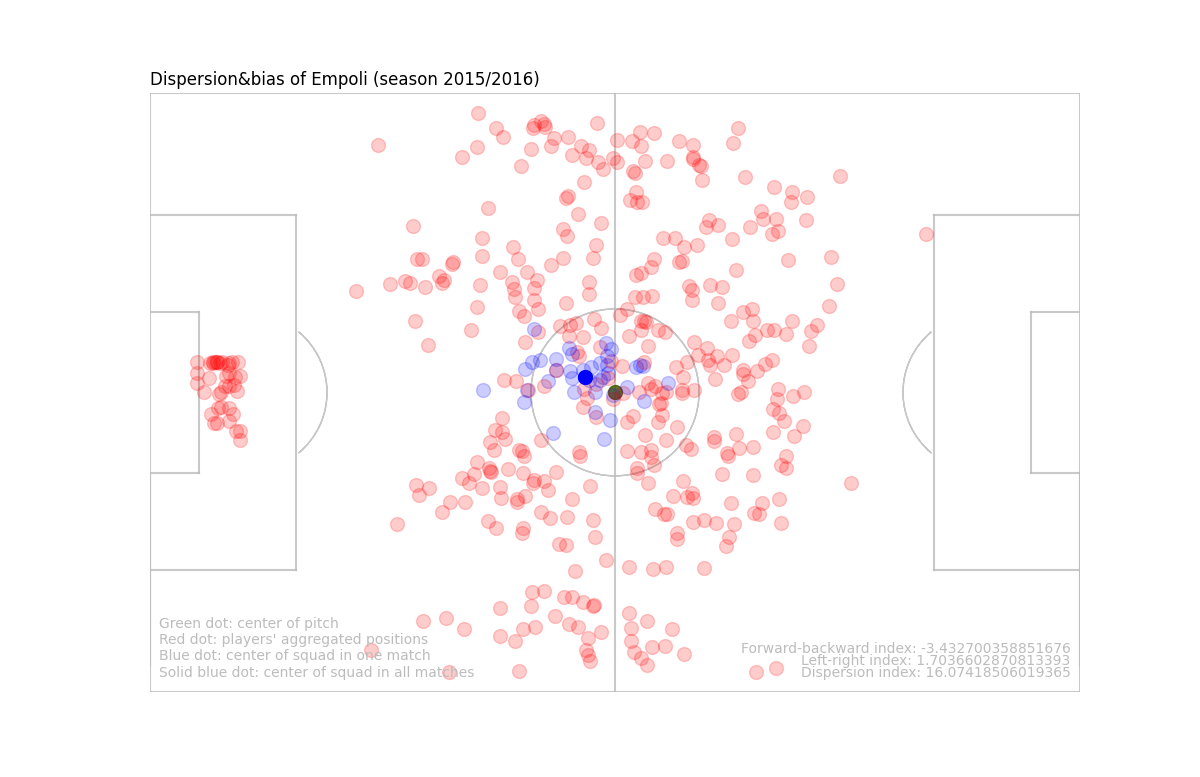 Dispersion&bias of Empoli (season 2015/2016)
Green dot: center of pitch
Red dot: players' aggregated positions
Blue dot: center of squad in one match
Solid blue dot: center of squad in all matches
Forward-backward index: -3.432700358851676
Left-right index: 1.7036602870813393
Dispersion index: 16.07418506019365